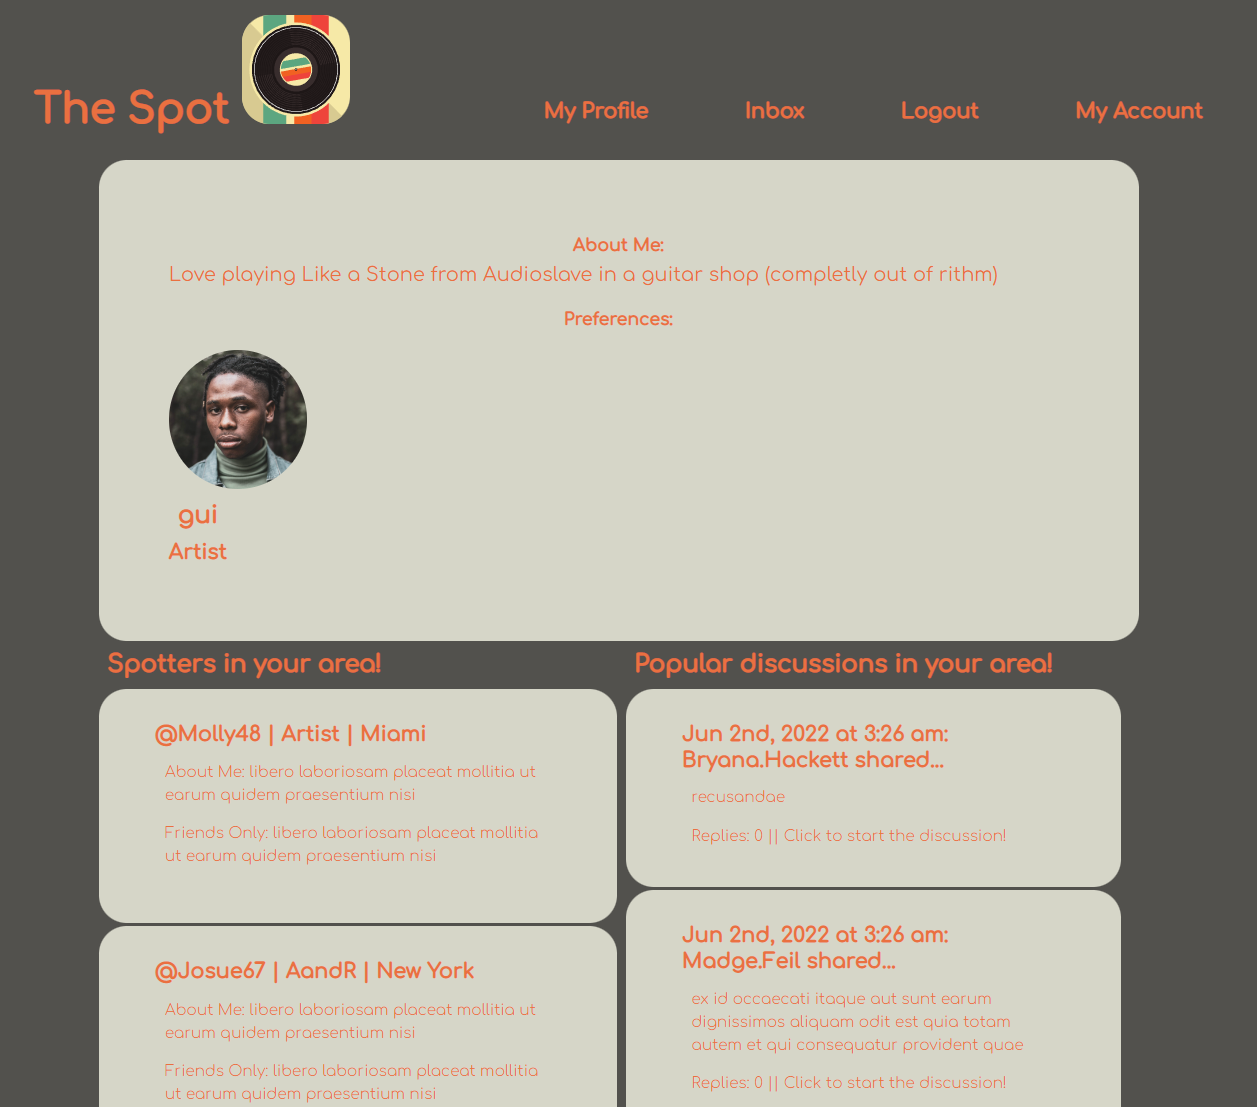 The Spot
My Profile
Inbox
Logout
My Account
About Me:
Love playing Like a Stone from Audioslave in a guitar shop (completly out of rithm)
Preferences:
gui
Artist
Spotters in your area!
@Molly48 | Artist | Miami
About Me: libero laboriosam placeat mollitia ut
earum quidem praesentium nisi
Friends Only: libero laboriosam placeat mollitia
ut earum quidem praesentium nisi
@Josue67 | AandR | New York
About Me: libero laboriosam placeat mollitia ut
earum quidem praesentium nisi
Friends Only: libero laboriosam placeat mollitia
ut earum quidem praesentium nisi
Popular discussions in your area!
Jun 2nd, 2022 at 3:26 am:
Bryana.Hackett shared...
recusandae
Replies: 0 || Click to start the discussion!
Jun 2nd, 2022 at 3:26 am:
Madge.Feil shared...
ex id occaecati itaque aut sunt earum
dignissimos aliquam odit est quia totam
autem et qui consequatur provident quae
Replies: 0 || Click to start the discussion!